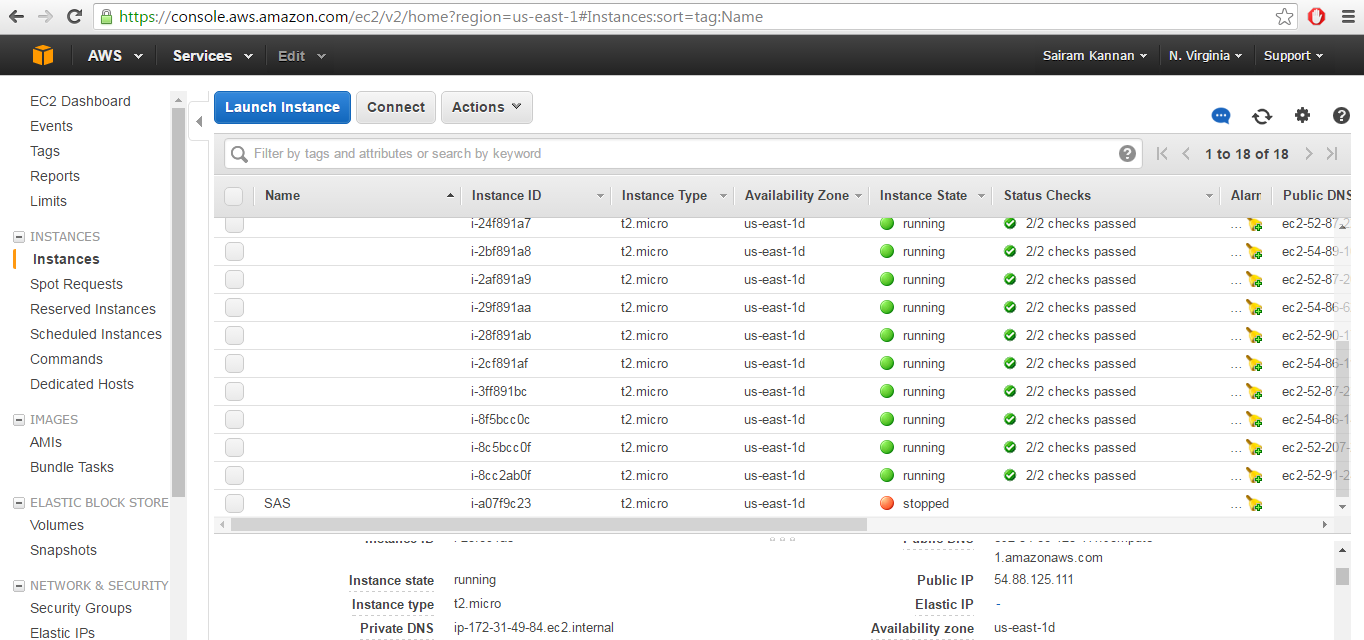 https://console.aws.amazon.com/ec2/v2/home?region=us-east-1#Instances:sort=tag:Name
AWS Services Edit Sairam Kannan N. Virginia Support
EC2 Dashboard
Events
Tags
Reports
Limits
INSTANCES
Instances
Spot Requests
Reserved Instances
Scheduled Instances
Commands
Dedicated Hosts
IMAGES
AMIs
Bundle Tasks
ELASTIC BLOCK STORE
Volumes
Snapshots
NETWORK & SECURITY
Security Groups
Elastic IPs
Launch Instance Connect Actions
Filter by tags and attributes or search by keyword 1 to 18 of 18
Name Instance ID Instance Type Availability Zone Instance State Status Checks Alarr Public DNS
i-24f891a7 t2.micro us-east-1d running 2/2 checks passed ... ec2-52-87-2
i-2bf891a8 t2.micro us-east-1d running 2/2 checks passed ... ec2-54-89-1
i-2af891a9 t2.micro us-east-1d running 2/2 checks passed ... ec2-52-87-2
i-29f891aa t2.micro us-east-1d running 2/2 checks passed ... ec2-54-86-6
i-28f891ab t2.micro us-east-1d running 2/2 checks passed ... ec2-52-90-1
i-2cf891af t2.micro us-east-1d running 2/2 checks passed ... ec2-54-86-1
i-3ff891bc t2.micro us-east-1d running 2/2 checks passed ... ec2-52-87-2
i-8f5bcc0c t2.micro us-east-1d running 2/2 checks passed ... ec2-54-86-1
i-8c5bcc0f t2.micro us-east-1d running 2/2 checks passed ... ec2-52-207-
i-8cc2ab0f t2.micro us-east-1d running 2/2 checks passed ... ec2-52-91-2
SAS i-a07f9c23 t2.micro us-east-1d stopped ...
Instance ID Public DNS
1.amazonaws.com
Instance state running Public IP 54.88.125.111
Instance type t2.micro Elastic IP -
Private DNS ip-172-31-49-84.ec2.internal Availability zone us-east-1d